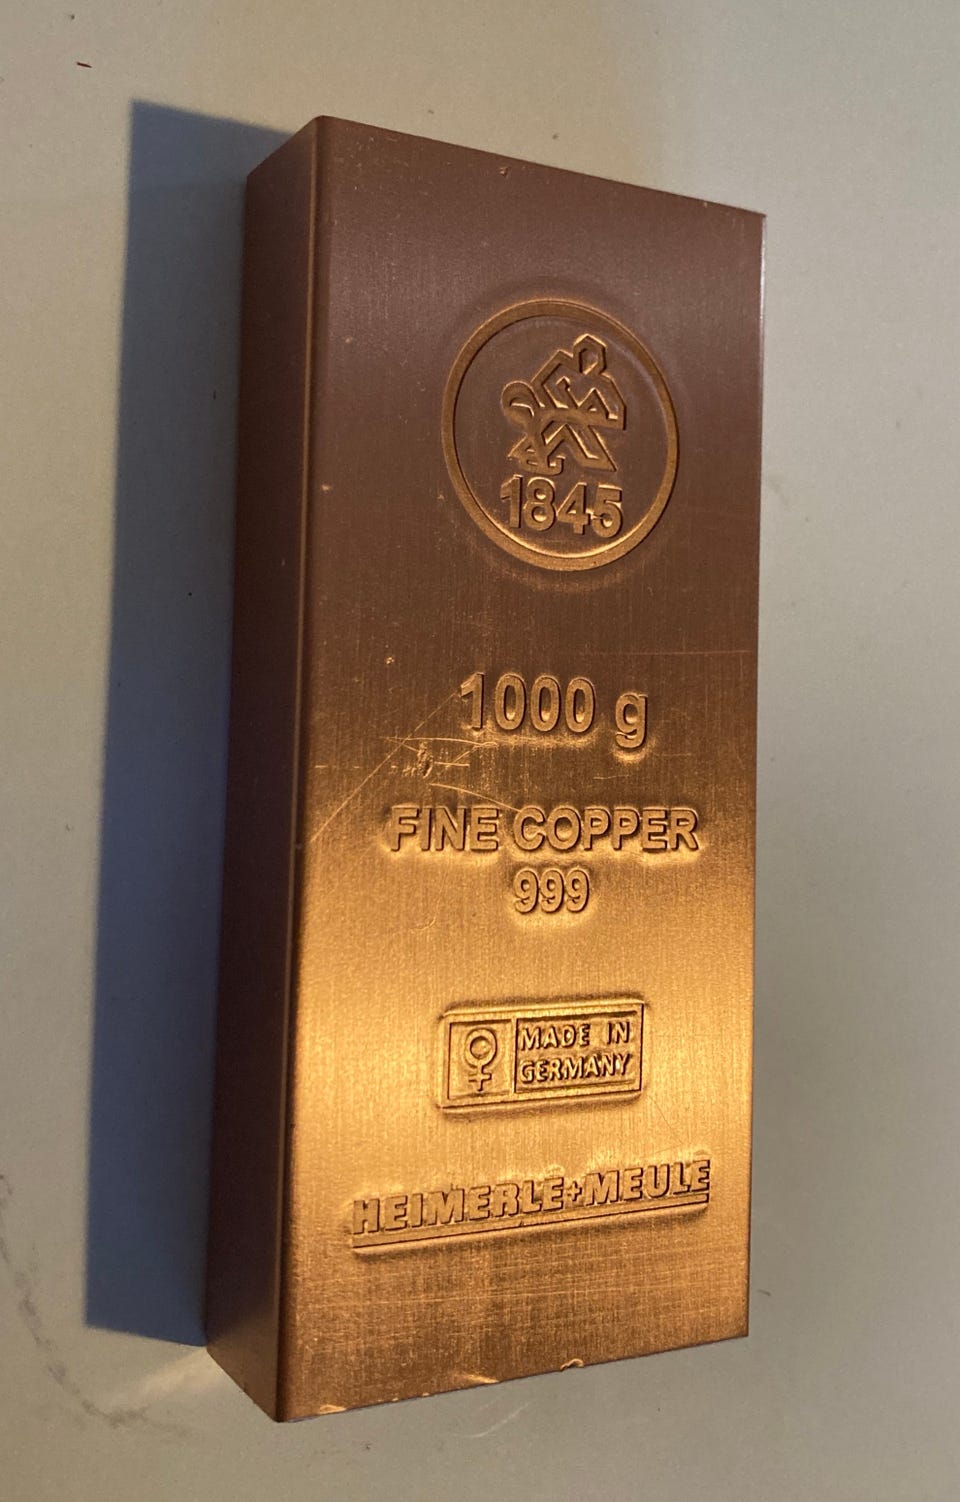 1845
1000 g
FINE COPPER
999
MADE IN
GERMANY
HEIMERLE+MEULE